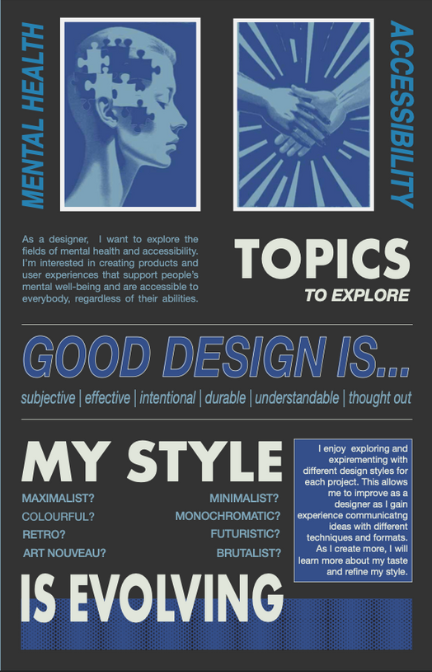 MENTAL HEALTH
ACCESSIBILITY
As a designer, I want to explore the
fields of mental health and accessibility.
I'm interested in creating products and
user experiences that support people's
mental well-being and are accessible to
everybody, regardless of their abilities.
TOPICS
TO EXPLORE
GOOD DESIGN IS...
subjective | effective | intentional | durable | understandable | thought out
MY STYLE
MAXIMALIST?
COLOURFUL?
RETRO?
ART NOUVEAU?
MINIMALIST?
MONOCHROMATIC?
FUTURISTIC?
BRUTALIST?
IS EVOLVING
I enjoy exploring and
expirementing with
different design styles for
each project. This allows
me to improve as a
designer as I gain
experience communicatng
ideas with different
techniques and formats.
As I create more, I will
learn more about my taste
and refine my style.